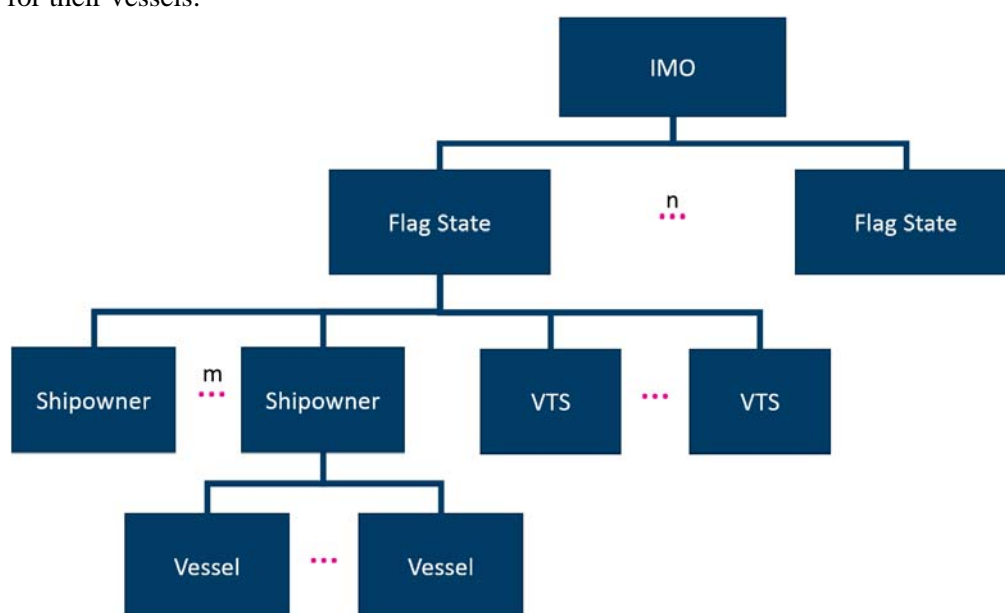 for their vessels.
IMO
Flag State
n
...
Flag State
Shipowner
m
...
Shipowner
VTS
...
VTS
Vessel
...
Vessel